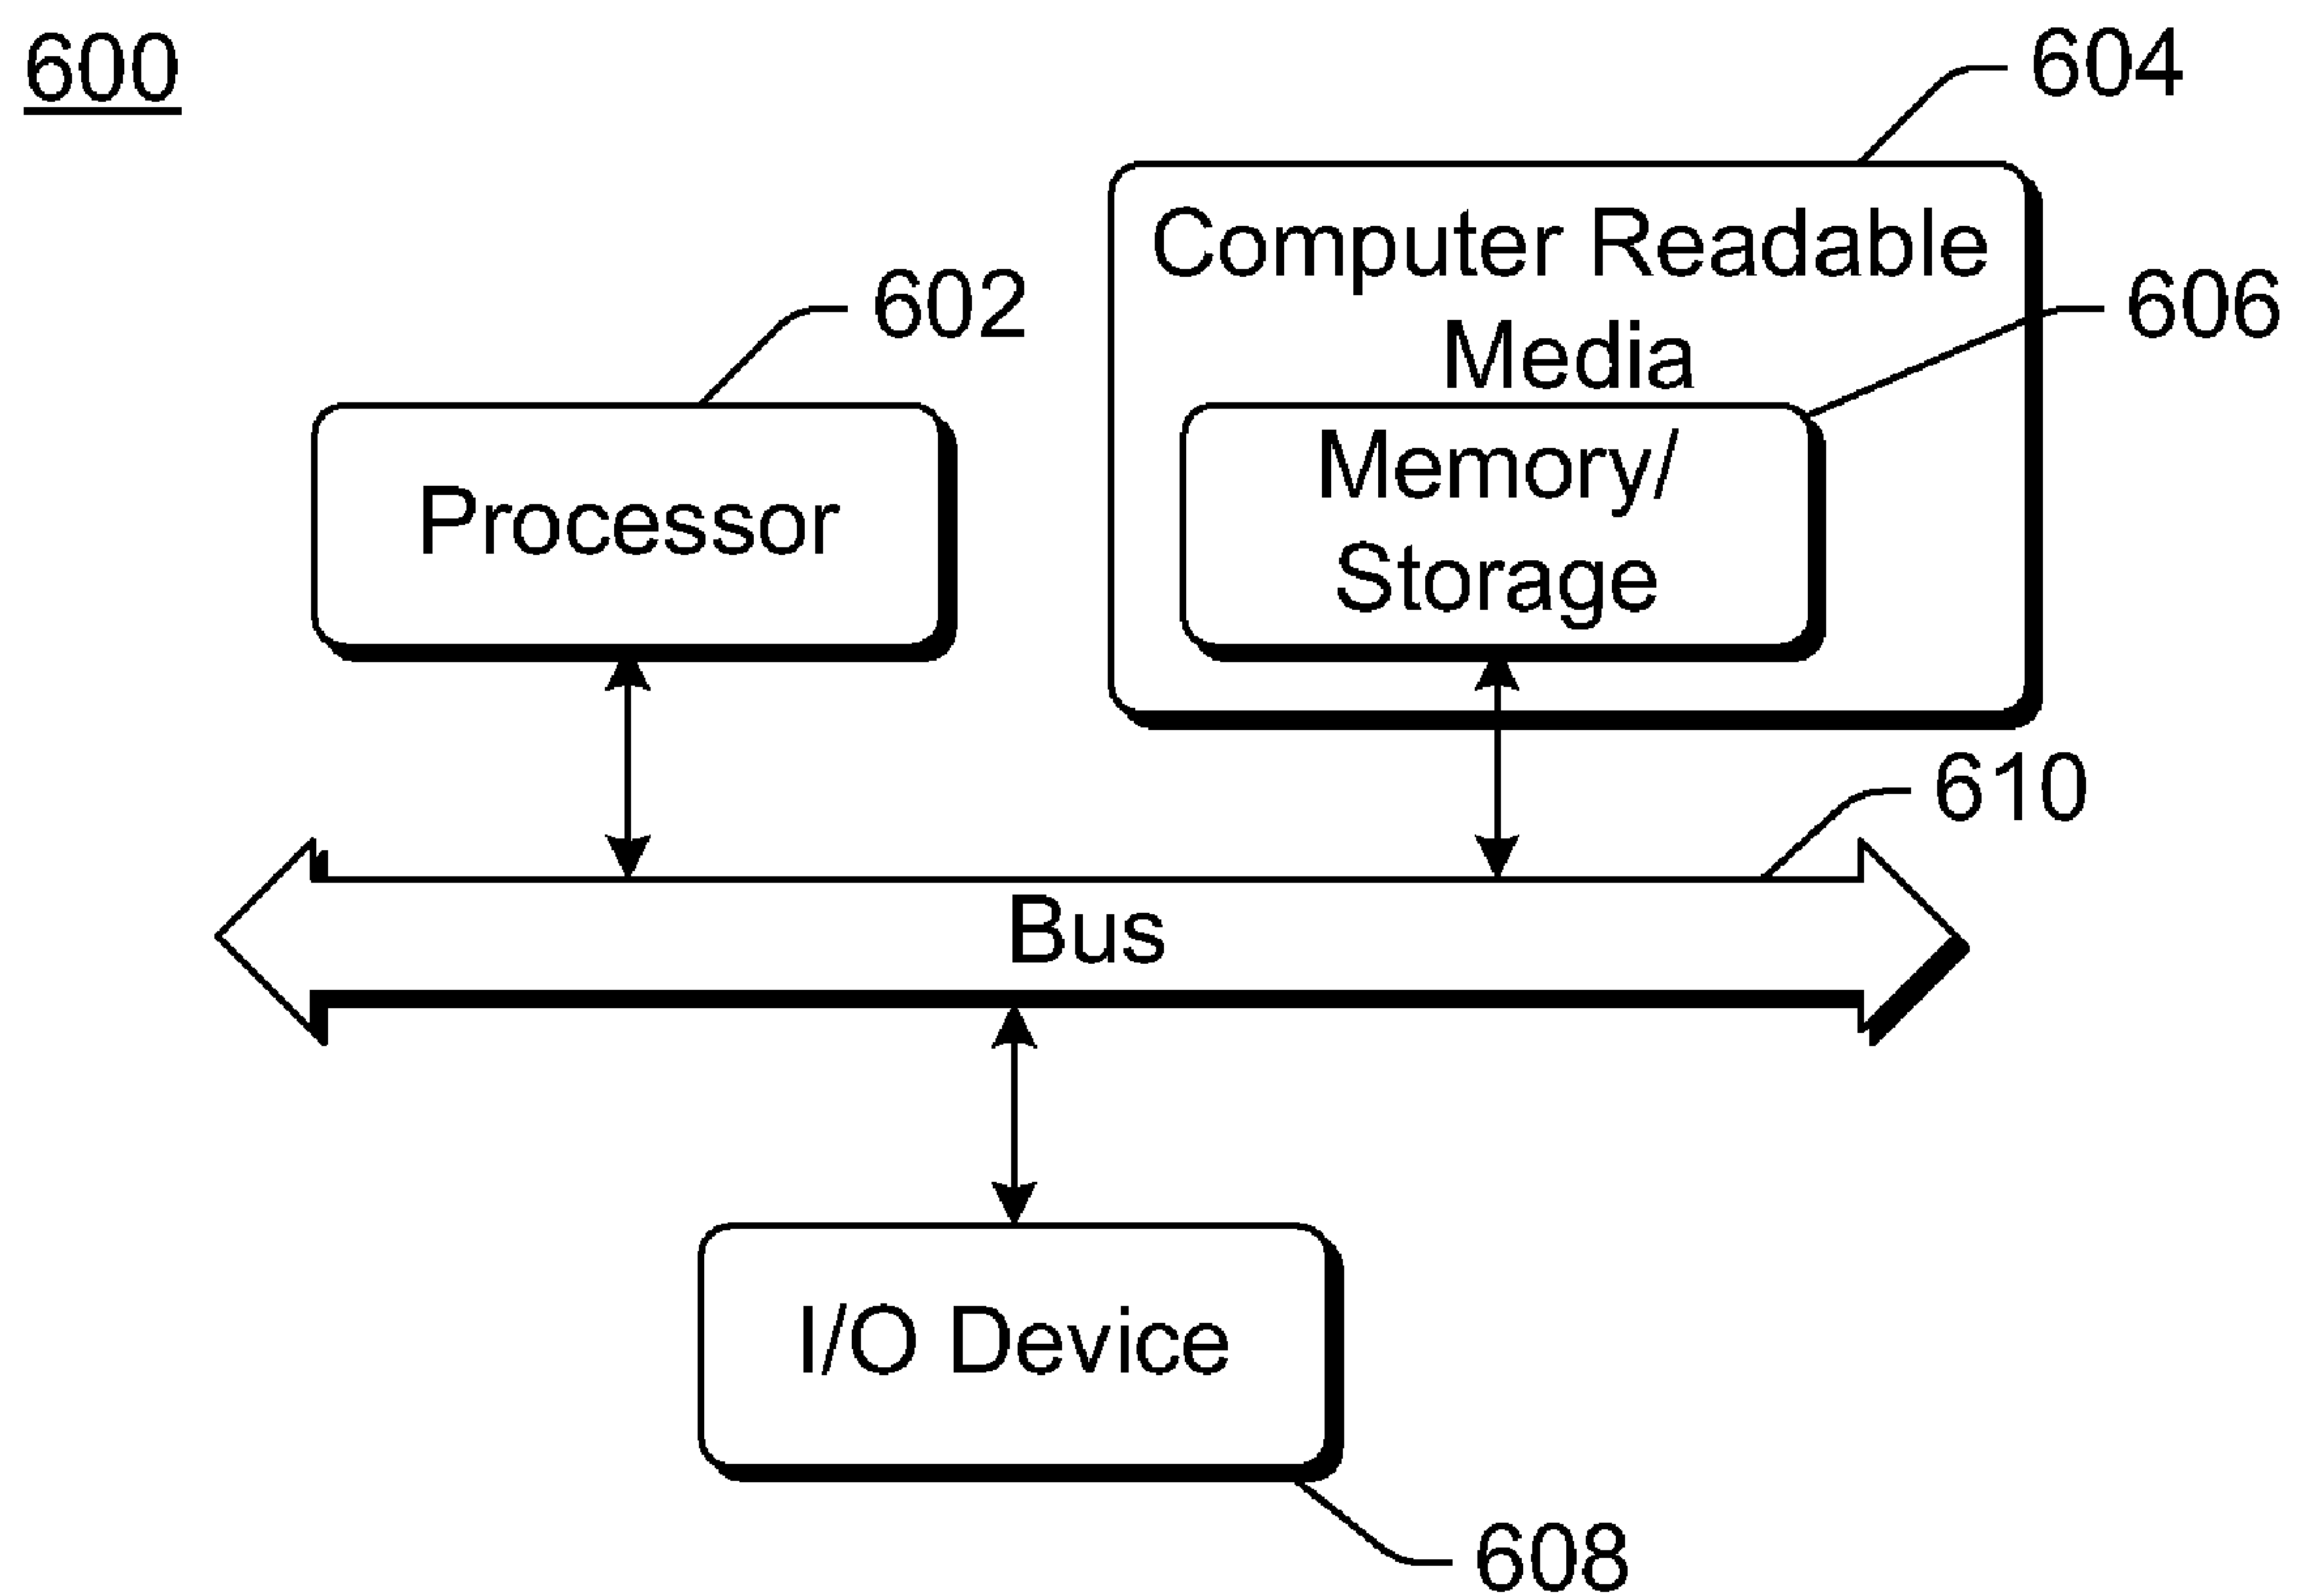 600
604
Computer Readable
602
606
Media
Memory/
Processor
Storage
610
Bus
I/O Device
608